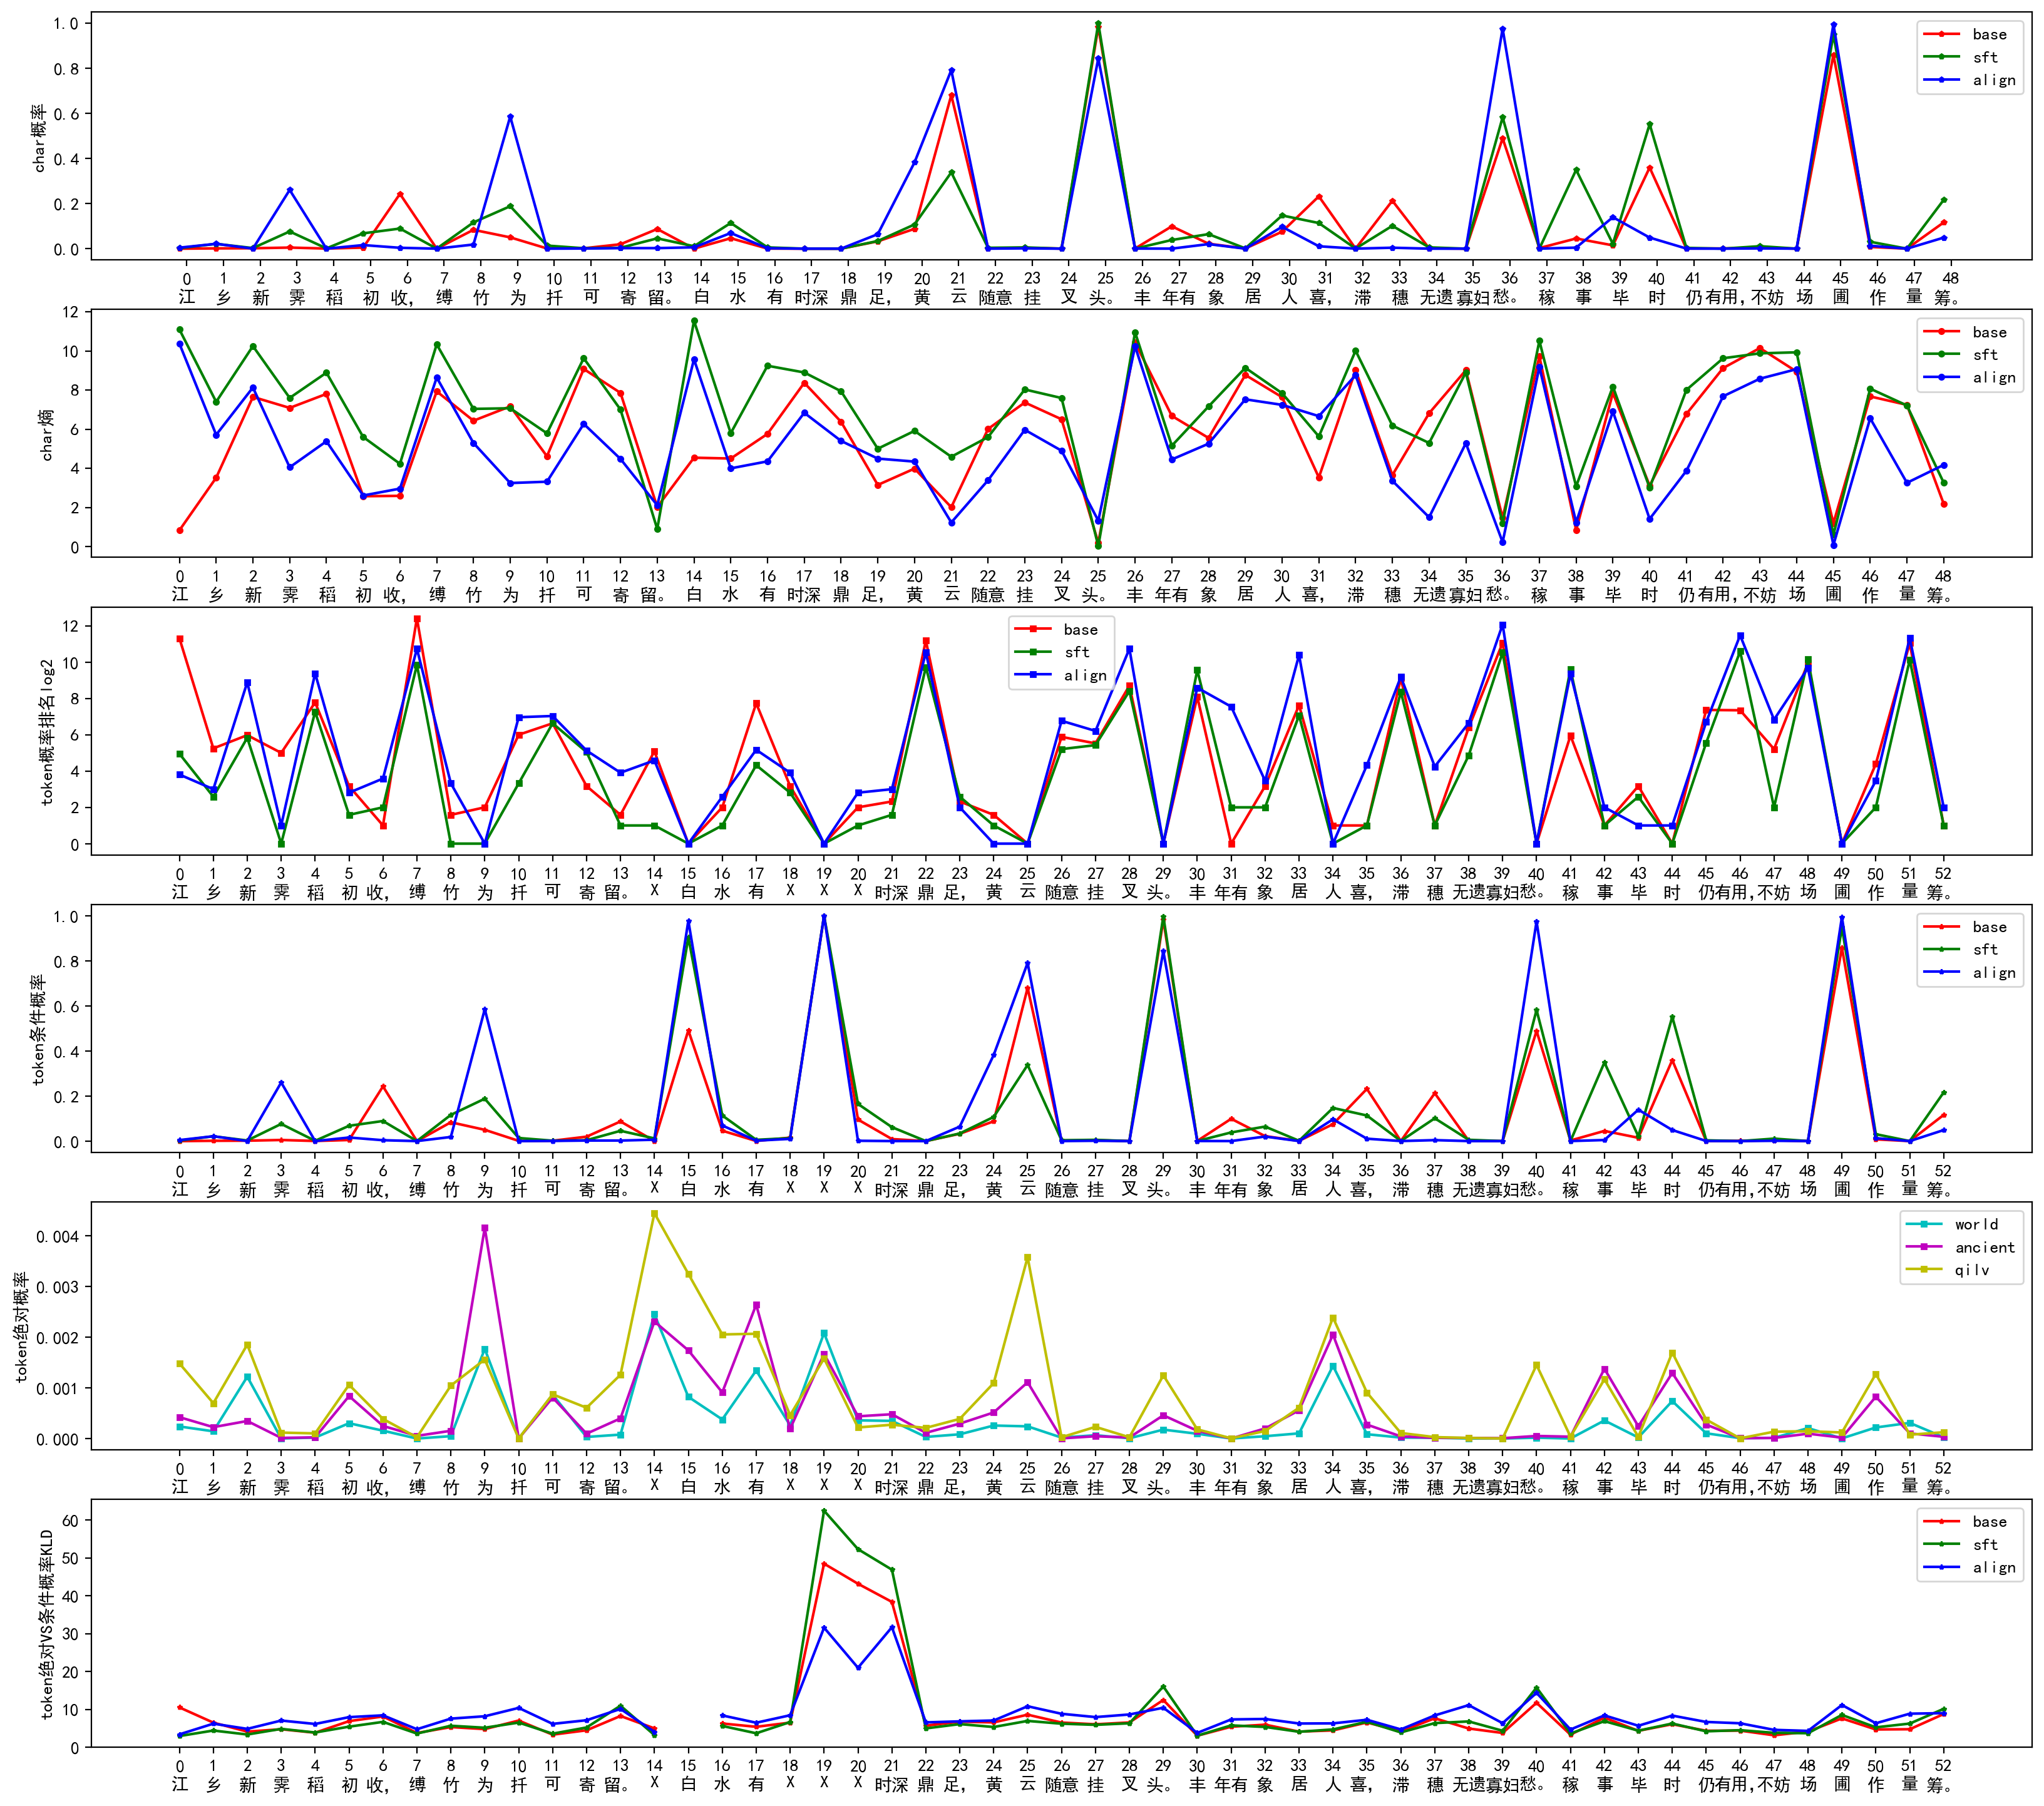 char概率
1.0
0.8
0.6
0.4
0.2
0.0
base
sft
align
0 1 2 3 4 5 6 7 8 9 10 11 12 13 14 15 16 17 18 19 20 21 22 23 24 25 26 27 28 29 30 31 32 33 34 35 36 37 38 39 40 41 42 43 44 45 46 47 48
江 乡 新 霁 稻 初 收, 缚 竹 为 扦 可 寄 留。 白 水 有 时深 鼎 足, 黄 云 随意 挂 叉 头。 丰 年有 象 居 人 喜, 滞 穗 无遗 寡妇 愁。 稼 事 毕 时 仍有用,不妨 场 圃 作 量 筹。
char熵
12
10
8
6
4
2
0
base
sft
align
0 1 2 3 4 5 6 7 8 9 10 11 12 13 14 15 16 17 18 19 20 21 22 23 24 25 26 27 28 29 30 31 32 33 34 35 36 37 38 39 40 41 42 43 44 45 46 47 48
江 乡 新 霁 稻 初 收, 缚 竹 为 扦 可 寄 留。 白 水 有 时深 鼎 足, 黄 云 随意 挂 叉 头。 丰 年有 象 居 人 喜, 滞 穗 无遗 寡妇 愁。 稼 事 毕 时 仍有用,不妨 场 圃 作 量 筹。
token概率排名log2
12
10
8
6
4
2
0
base
sft
align
0 1 2 3 4 5 6 7 8 9 10 11 12 13 14 15 16 17 18 19 20 21 22 23 24 25 26 27 28 29 30 31 32 33 34 35 36 37 38 39 40 41 42 43 44 45 46 47 48 49 50 51 52
江 乡 新 霁 稻 初 收, 缚 竹 为 扦 可 寄 留。 X 白 水 有 X X X 时深 鼎 足, 黄 云 随意 挂 叉 头。 丰 年有 象 居 人 喜, 滞 穗 无遗寡妇愁。 稼 事 毕 时 仍有用,不妨 场 圃 作 量 筹。
token条件概率
1.0
0.8
0.6
0.4
0.2
0.0
base
sft
align
0 1 2 3 4 5 6 7 8 9 10 11 12 13 14 15 16 17 18 19 20 21 22 23 24 25 26 27 28 29 30 31 32 33 34 35 36 37 38 39 40 41 42 43 44 45 46 47 48 49 50 51 52
江 乡 新 霁 稻 初 收, 缚 竹 为 扦 可 寄 留。 X 白 水 有 X X X 时深 鼎 足, 黄 云 随意 挂 叉 头。 丰 年有 象 居 人 喜, 滞 穗 无遗寡妇愁。 稼 事 毕 时 仍有用,不妨 场 圃 作 量 筹。
token绝对概率
0.004
0.003
0.002
0.001
0.000
world
ancient
qilv
0 1 2 3 4 5 6 7 8 9 10 11 12 13 14 15 16 17 18 19 20 21 22 23 24 25 26 27 28 29 30 31 32 33 34 35 36 37 38 39 40 41 42 43 44 45 46 47 48 49 50 51 52
江 乡 新 霁 稻 初 收, 缚 竹 为 扦 可 寄 留。 X 白 水 有 X X X 时深 鼎 足, 黄 云 随意 挂 叉 头。 丰 年有 象 居 人 喜, 滞 穗 无遗寡妇愁。 稼 事 毕 时 仍有用,不妨 场 圃 作 量 筹。
token绝对VS条件概率KLD
60
50
40
30
20
10
0
base
sft
align
0 1 2 3 4 5 6 7 8 9 10 11 12 13 14 15 16 17 18 19 20 21 22 23 24 25 26 27 28 29 30 31 32 33 34 35 36 37 38 39 40 41 42 43 44 45 46 47 48 49 50 51 52
江 乡 新 霁 稻 初 收, 缚 竹 为 扦 可 寄 留。 X 白 水 有 X X X 时深 鼎 足, 黄 云 随意 挂 叉 头。 丰 年有 象 居 人 喜, 滞 穗 无遗寡妇愁。 稼 事 毕 时 仍有用,不妨 场 圃 作 量 筹。